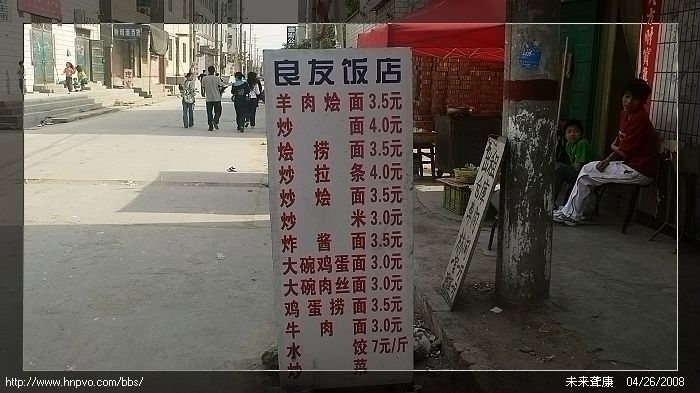 良友饭店
羊肉烩面 3.5元
炒面 4.0元
烩捞面 3.5元
炒拉条 4.0元
炒烩面 3.5元
炒米 3.0元
炸酱面 3.5元
大碗鸡蛋面 3.0元
大碗肉丝面 3.0元
鸡蛋捞面 3.5元
牛肉面 3.0元
水饺 7元/斤
炒菜
http://www.hnpvo.com/bbs/
未来聋康 04/26/2008